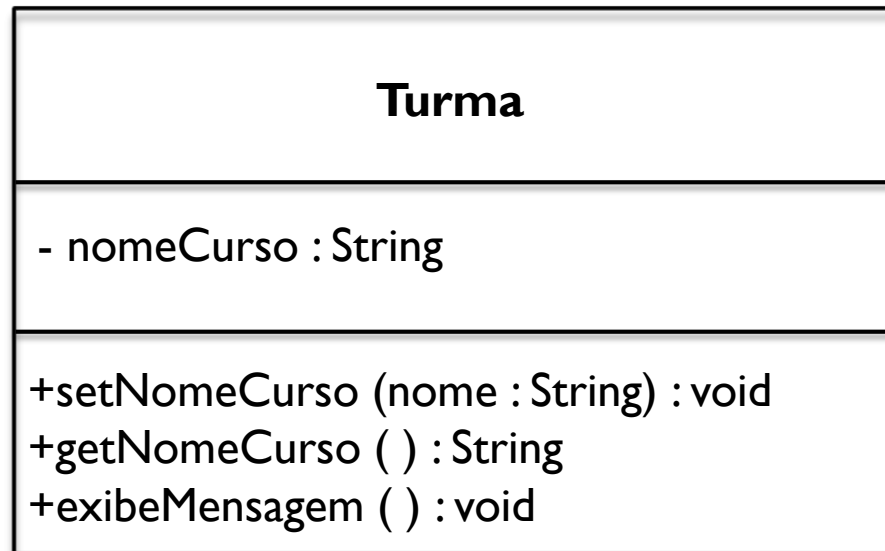 Turma
- nomeCurso : String
+setNomeCurso (nome : String) : void
+getNomeCurso ( ) : String
+exibeMensagem ( ) : void